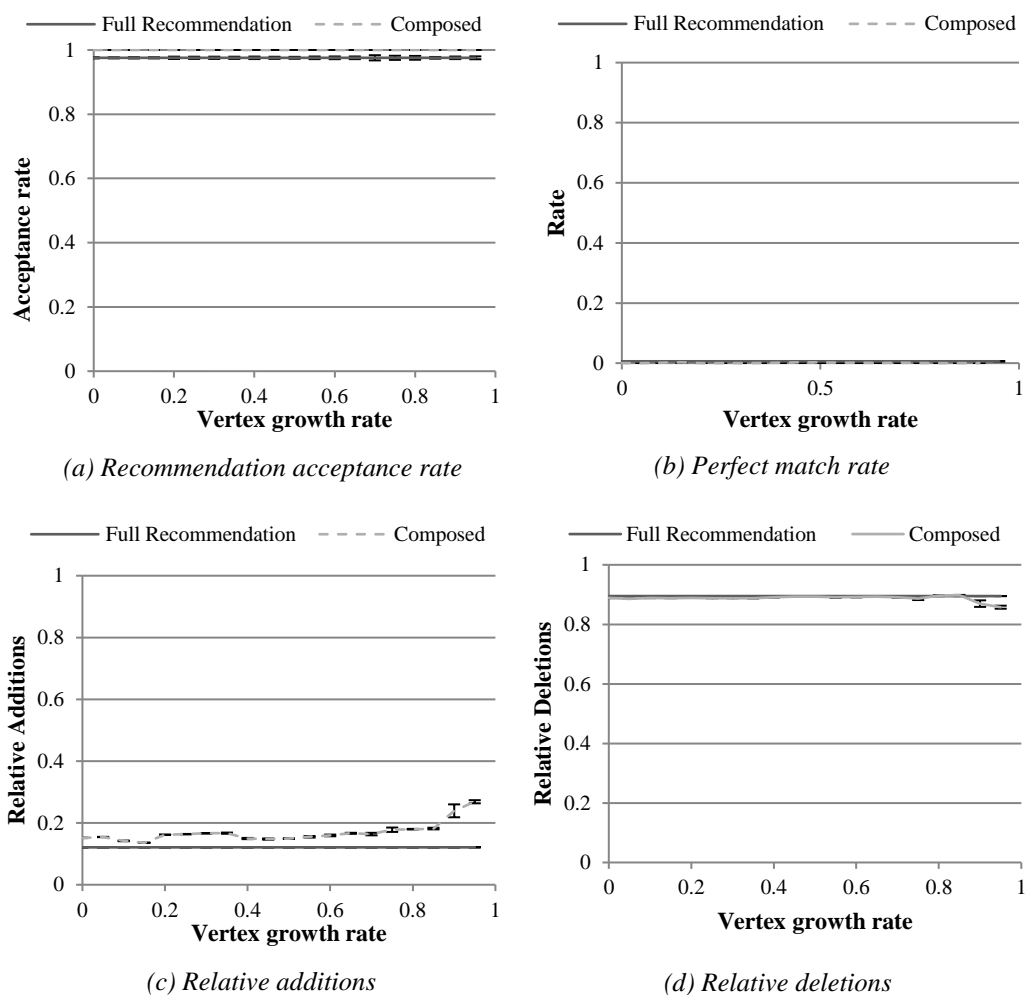 Full Recommendation Composed
1
0.8
0.6
0.4
0.2
0
0 0.2 0.4 0.6 0.8 1
Acceptance rate
Vertex growth rate
(a) Recommendation acceptance rate
Full Recommendation Composed
1
0.8
0.6
0.4
0.2
0
0 0.5 1
Rate
Vertex growth rate
(b) Perfect match rate
Full Recommendation Composed
1
0.8
0.6
0.4
0.2
0
0 0.2 0.4 0.6 0.8 1
Relative Additions
Vertex growth rate
(c) Relative additions
Full Recommendation Composed
1
0.8
0.6
0.4
0.2
0
0 0.2 0.4 0.6 0.8 1
Relative Deletions
Vertex growth rate
(d) Relative deletions